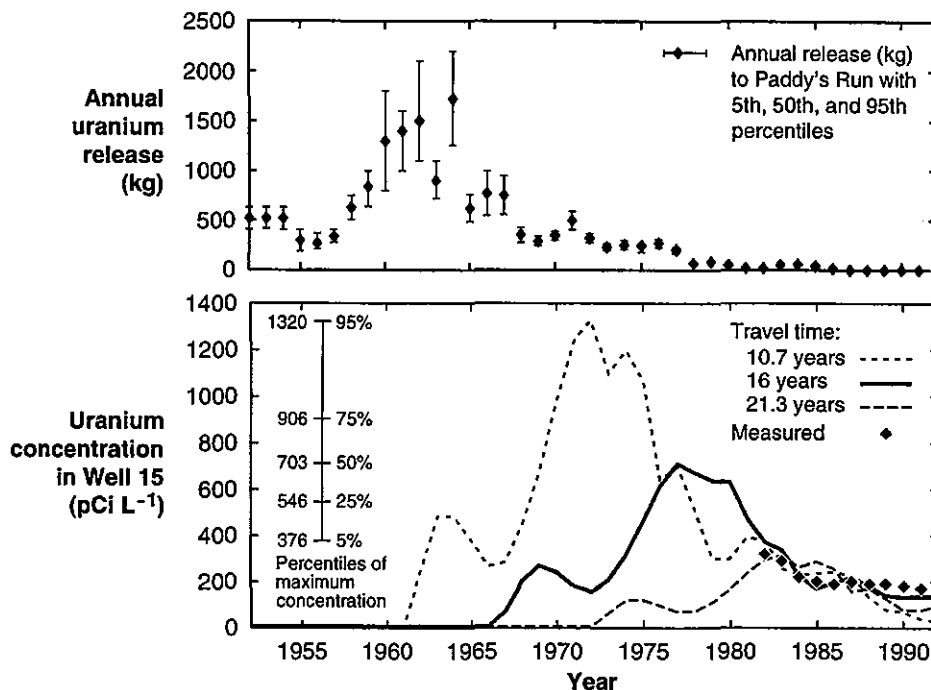 2500
2000
1500
1000
500
0
Annual
uranium
release
(kg)
Annual release (kg)
to Paddy's Run with
5th, 50th, and 95th
percentiles
1400
1200
1000
800
600
400
200
0
Uranium
concentration
in Well 15
(pCi L⁻¹)
1320 95%
906 75%
703 50%
546 25%
376 5%
Percentiles of
maximum
concentration
Travel time:
10.7 years
16 years
21.3 years
Measured
1955 1960 1965 1970 1975 1980 1985 1990
Year